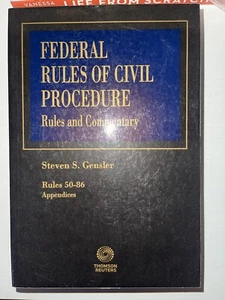 VANESSA LIFE FROM SCRATCH
FEDERAL
RULES OF CIVIL
PROCEDURE
Rules and Commentary
Steven S. Gensler
Rules 50-86
Appendices
THOMSON
REUTERS